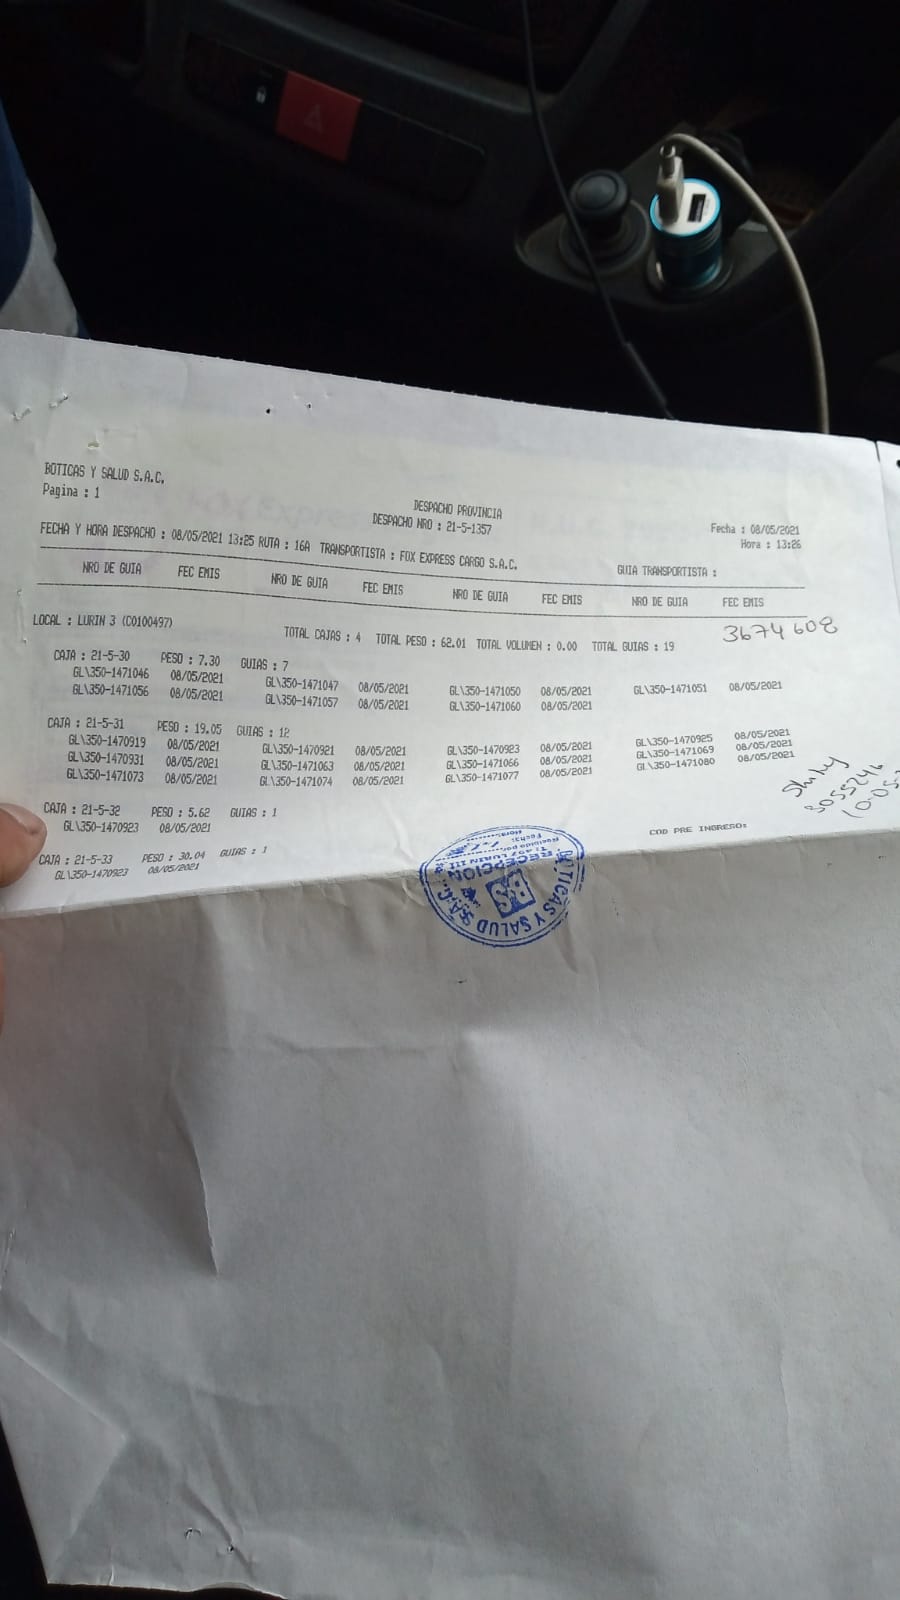 BOTICAS Y SALUD S.A.C.
Pagina : 1
DESPACHO PROVINCIA
DESPACHO NRO : 21-5-1357
Fecha : 08/05/2021
Hora : 13:26
FECHA Y HORA DESPACHO : 08/05/2021 13:25 RUTA : 16A TRANSPORTISTA : FOX EXPRESS CARGO S.A.C.
GUIA TRANSPORTISTA :
NRO DE GUIA FEC EMIS NRO DE GUIA FEC EMIS NRO DE GUIA FEC EMIS NRO DE GUIA FEC EMIS
3674608
LOCAL : LURIN 3 (C0100497) TOTAL CAJAS : 4 TOTAL PESO : 62.01 TOTAL VOLUMEN : 0.00 TOTAL GUIAS : 19
CAJA : 21-5-30 PESO : 7.30 GUIAS : 7
GL\350-1471046 08/05/2021 GL\350-1471047 08/05/2021 GL\350-1471050 08/05/2021 GL\350-1471051 08/05/2021
GL\350-1471056 08/05/2021 GL\350-1471057 08/05/2021 GL\350-1471060 08/05/2021
CAJA : 21-5-31 PESO : 19.05 GUIAS : 12
GL\350-1470919 08/05/2021 GL\350-1470921 08/05/2021 GL\350-1470923 08/05/2021 GL\350-1470925 08/05/2021
GL\350-1470931 08/05/2021 GL\350-1471063 08/05/2021 GL\350-1471066 08/05/2021 GL\350-1471069 08/05/2021
GL\350-1471073 08/05/2021 GL\350-1471074 08/05/2021 GL\350-1471077 08/05/2021 GL\350-1471080 08/05/2021
CAJA : 21-5-32 PESO : 5.62 GUIAS : 1
GL\350-1470923 08/05/2021
CAJA : 21-5-33 PESO : 30.04 GUIAS : 1
GL\350-1470923 08/05/2021
COD PRE INGRESO:
BOTICAS Y SALUD S.A.C.
BS
RECEPCION
LURIN III
Recibido por:
Fecha:
Hora: